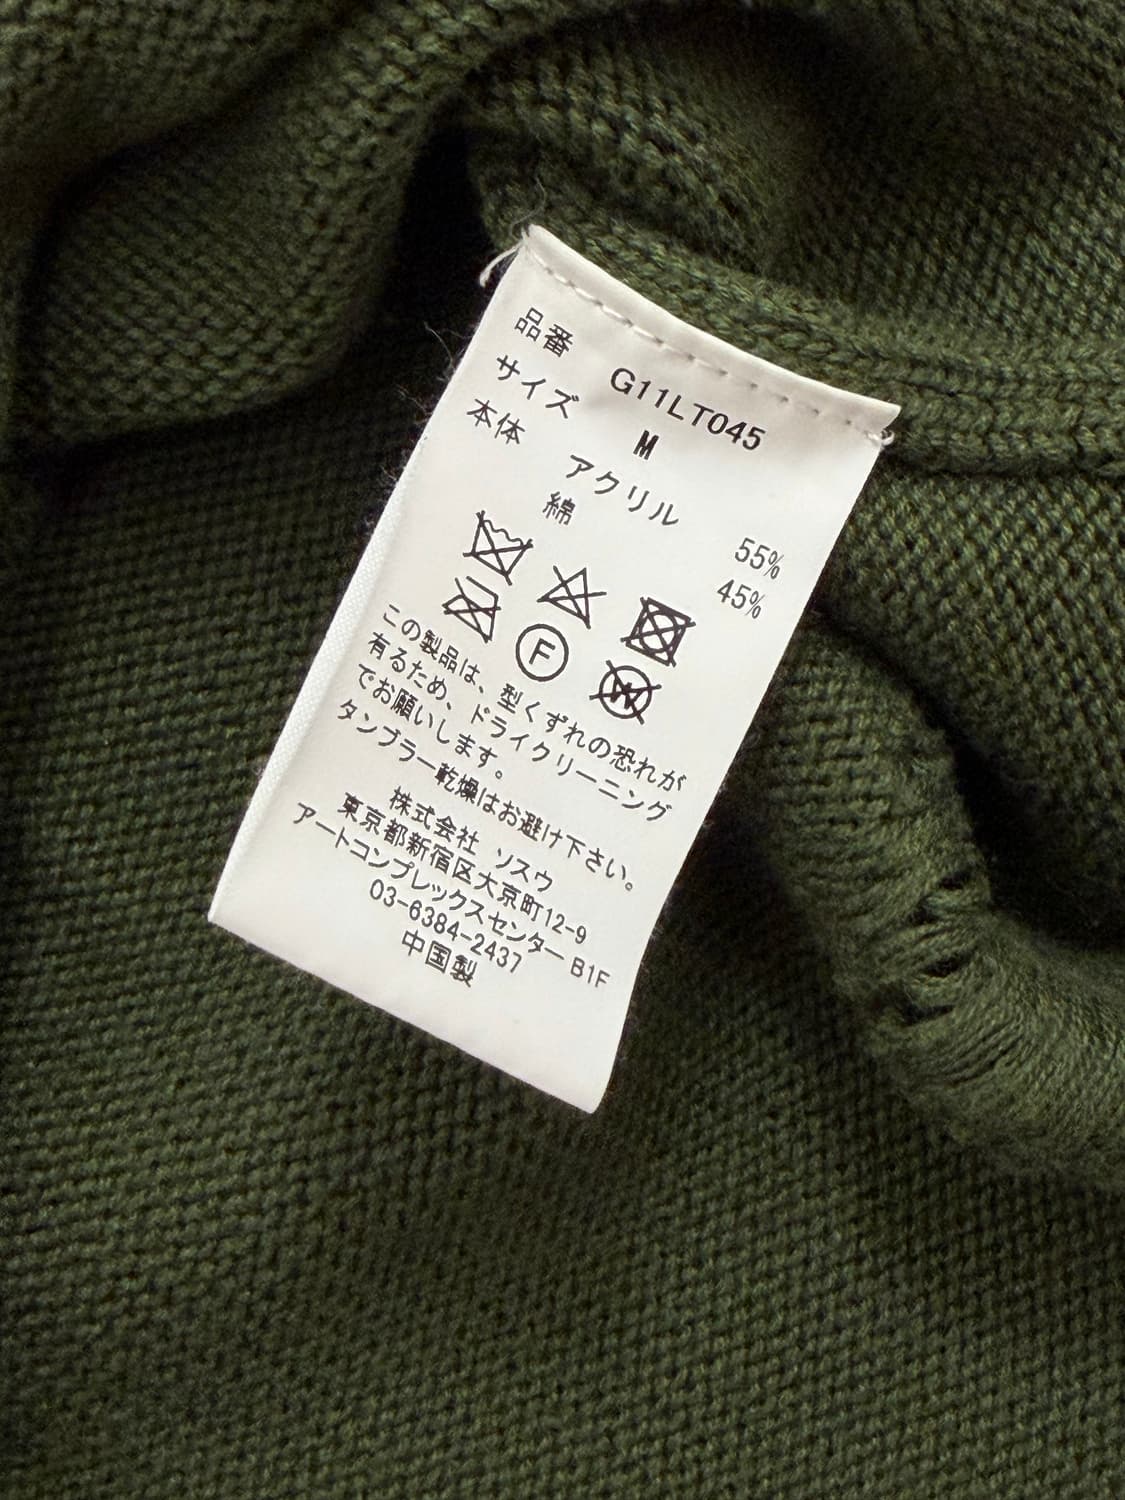 品番 G11LT045
サイズ M
本体 アクリル 55%
綿 45%
F
W
この製品は、型くずれの恐れが
有るため、ドライクリーニング
でお願いします。
タンブラー乾燥はお避け下さい。
株式会社 ソスウ
東京都新宿区大京町12-9
アートコンプレックスセンター B1F
03-6384-2437
中国製